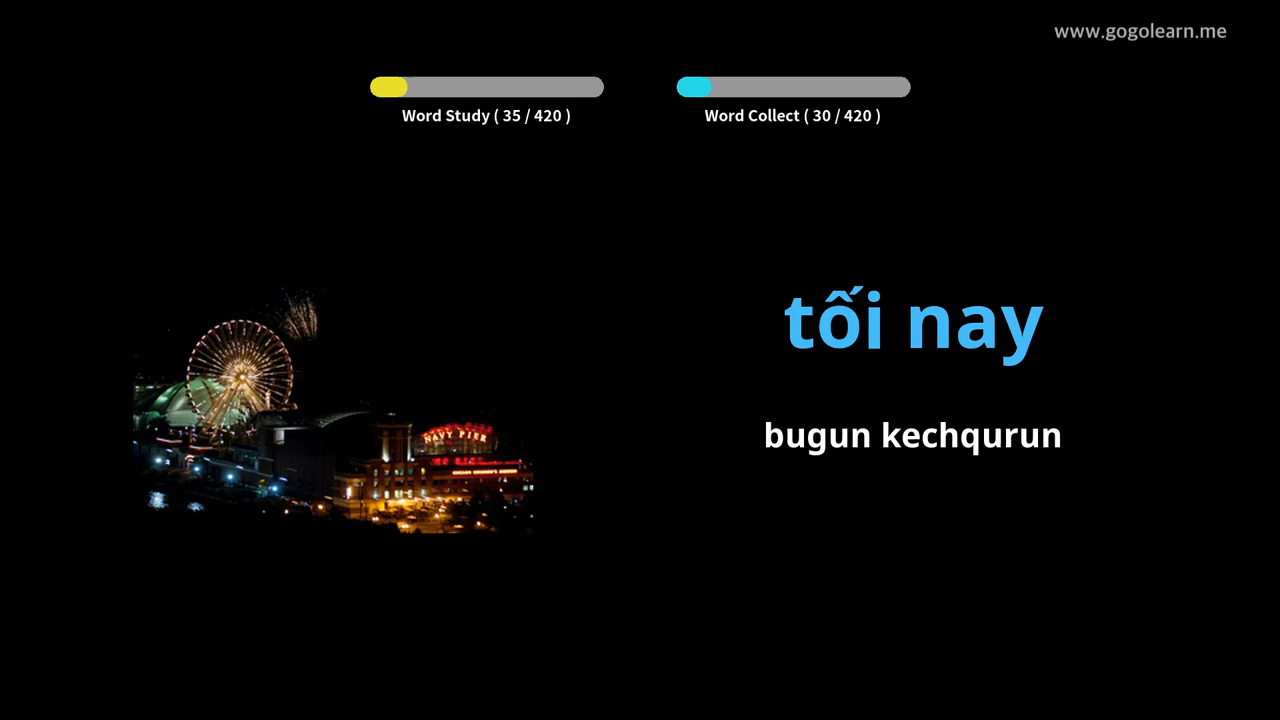 www.gogolearn.me
Word Study ( 35 / 420 )
Word Collect ( 30 / 420 )
tối nay
bugun kechqurun
NAVY PIER